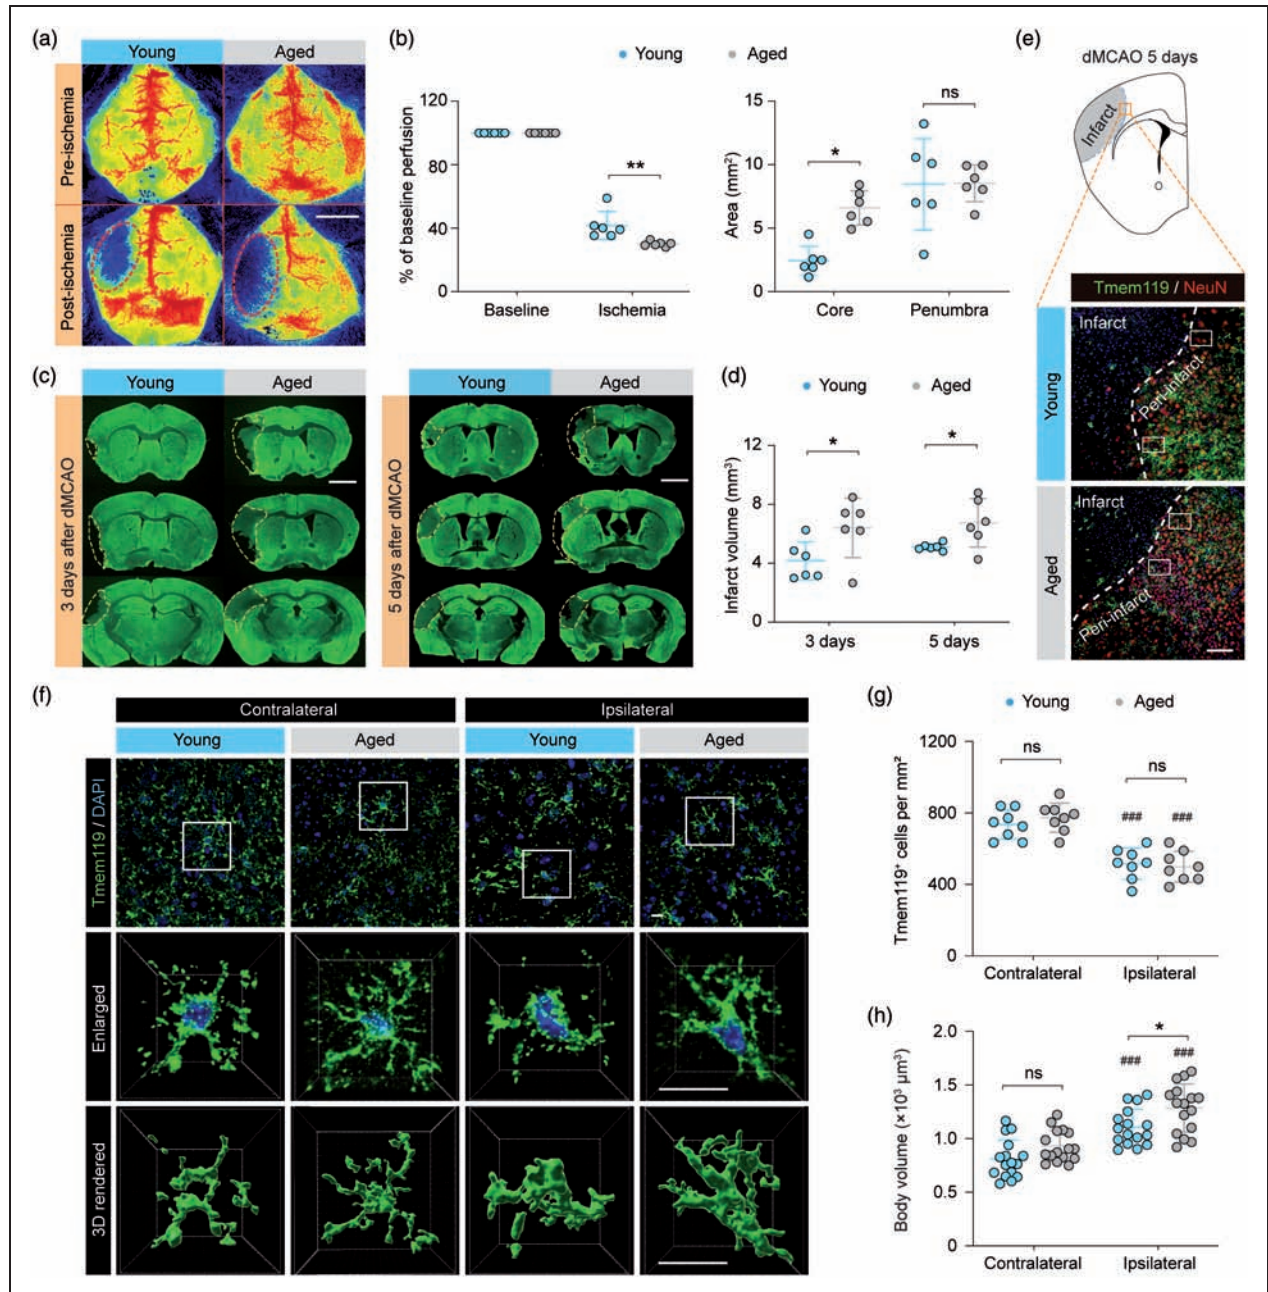 (a)
Young
Aged
Pre-ischemia
Post-ischemia
(b)
Young
Aged
% of baseline perfusion
120
80
40
0
**
Baseline
Ischemia
Area (mm²)
15
10
5
0
*
ns
Core
Penumbra
(e)
dMCAO 5 days
Infarct
Tmem119 / NeuN
Young
Infarct
Peri-infarct
Aged
Infarct
Peri-infarct
(c)
3 days after dMCAO
Young
Aged
5 days after dMCAO
Young
Aged
(d)
Young
Aged
Infarct volume (mm³)
12
8
4
0
*
*
3 days
5 days
(f)
Contralateral
Ipsilateral
Young
Aged
Young
Aged
Tmem119 / DAPI
Enlarged
3D rendered
(g)
Young
Aged
Tmem119⁺ cells per mm²
1200
800
400
0
ns
ns
###
###
Contralateral
Ipsilateral
(h)
Body volume (×10³ µm³)
2.0
1.5
1.0
0.5
0
ns
*
###
###
Contralateral
Ipsilateral